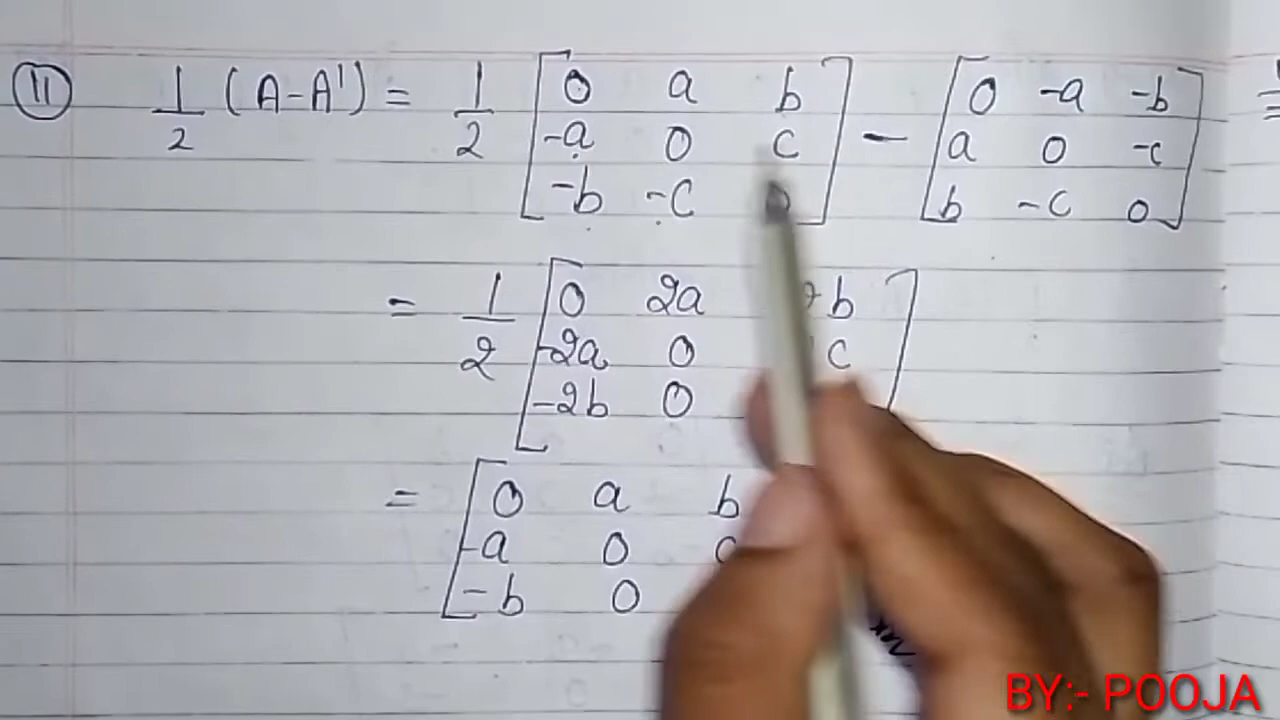 11 1/2 (A-A') = 1/2 [0 a b] - [0 -a -b]
[-a 0 c] [a 0 -c]
[-b -c] [b -c 0]
= 1/2 [0 2a b]
[-2a 0 c]
[-2b 0
= [0 a b
[-a 0
[-b 0
BY:- POOJA